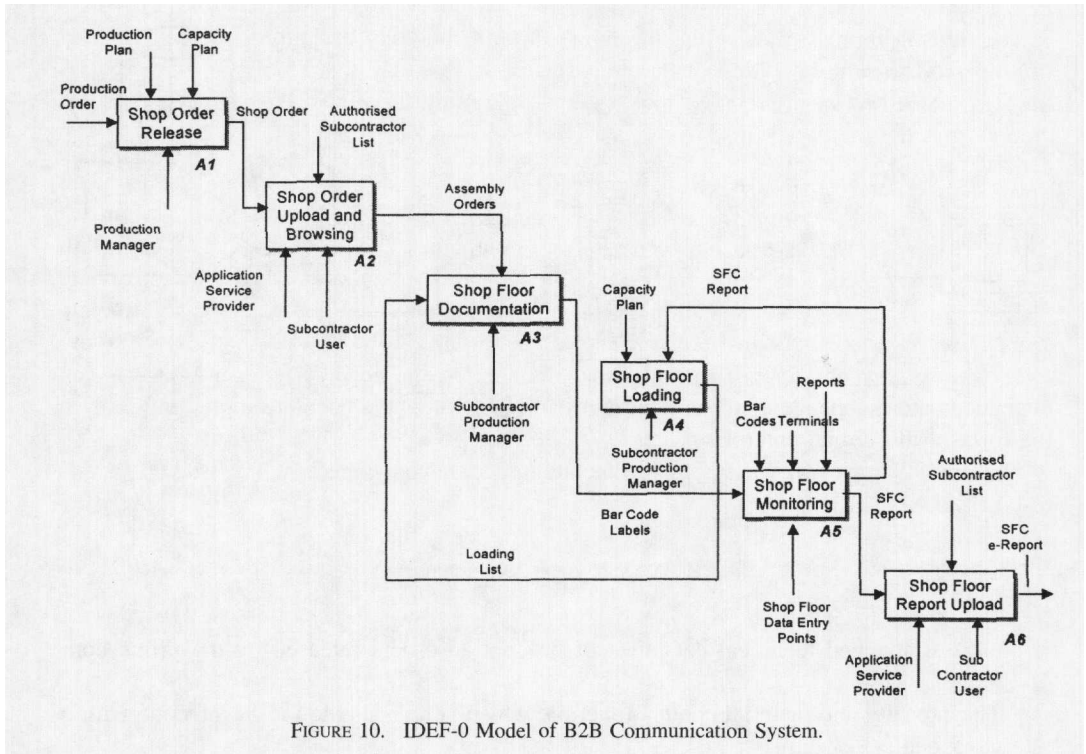 Production
Plan
Capacity
Plan
Production
Order
Shop Order
Release
Shop Order
A1
Authorised
Subcontractor
List
Production
Manager
Shop Order
Upload and
Browsing
A2
Assembly
Orders
Application
Service
Provider
Subcontractor
User
Shop Floor
Documentation
A3
Capacity
Plan
SFC
Report
Subcontractor
Production
Manager
Shop Floor
Loading
A4
Subcontractor
Production
Manager
Reports
Bar
Codes Terminals
Shop Floor
Monitoring
A5
Bar Code
Labels
SFC
Report
Authorised
Subcontractor
List
Loading
List
SFC
e-Report
Shop Floor
Data Entry
Points
Shop Floor
Report Upload
A6
Application
Service
Provider
Sub
Contractor
User
FIGURE 10. IDEF-0 Model of B2B Communication System.